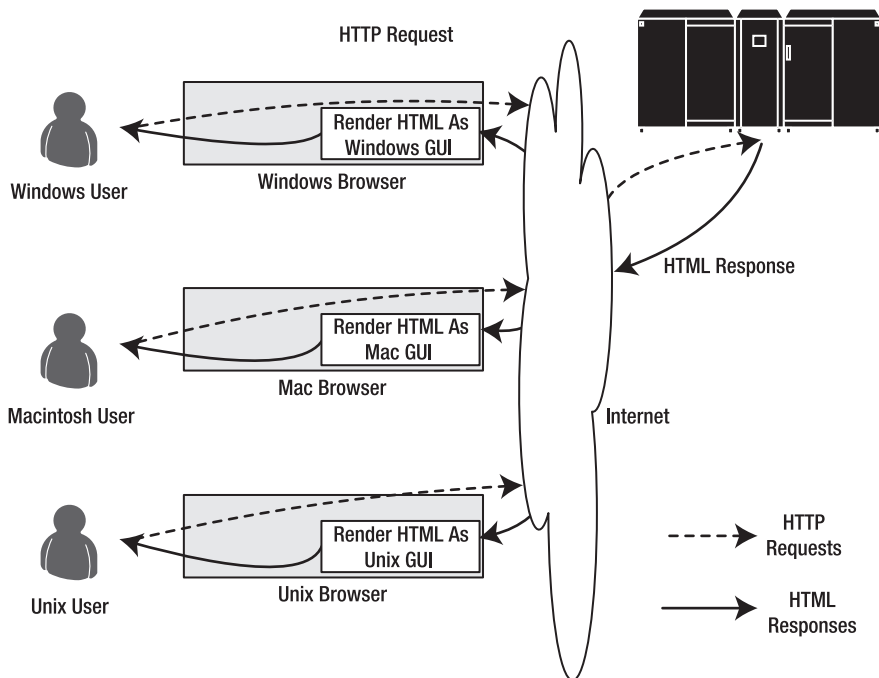 HTTP Request
Render HTML As
Windows GUI
Windows User
Windows Browser
HTML Response
Render HTML As
Mac GUI
Mac Browser
Macintosh User
Internet
Render HTML As
Unix GUI
Unix Browser
Unix User
HTTP
Requests
HTML
Responses